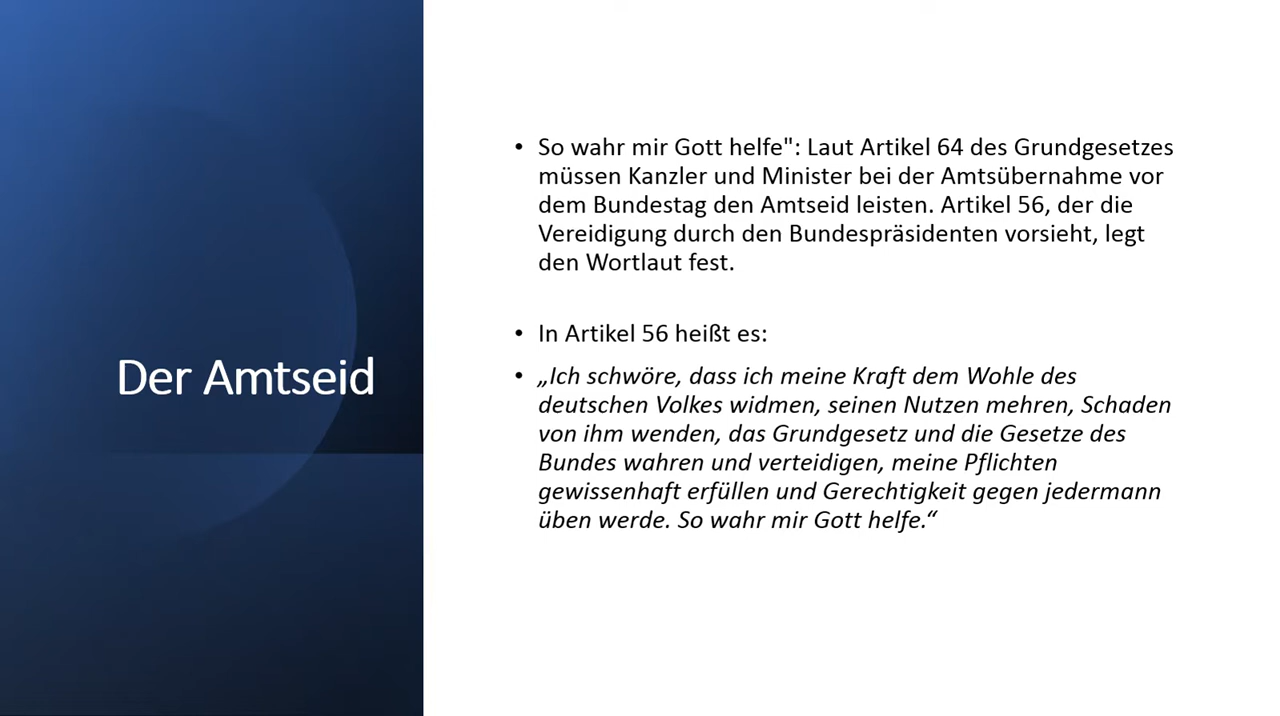 Der Amtseid
• So wahr mir Gott helfe": Laut Artikel 64 des Grundgesetzes
müssen Kanzler und Minister bei der Amtsübernahme vor
dem Bundestag den Amtseid leisten. Artikel 56, der die
Vereidigung durch den Bundespräsidenten vorsieht, legt
den Wortlaut fest.
• In Artikel 56 heißt es:
• „Ich schwöre, dass ich meine Kraft dem Wohle des
deutschen Volkes widmen, seinen Nutzen mehren, Schaden
von ihm wenden, das Grundgesetz und die Gesetze des
Bundes wahren und verteidigen, meine Pflichten
gewissenhaft erfüllen und Gerechtigkeit gegen jedermann
üben werde. So wahr mir Gott helfe.“